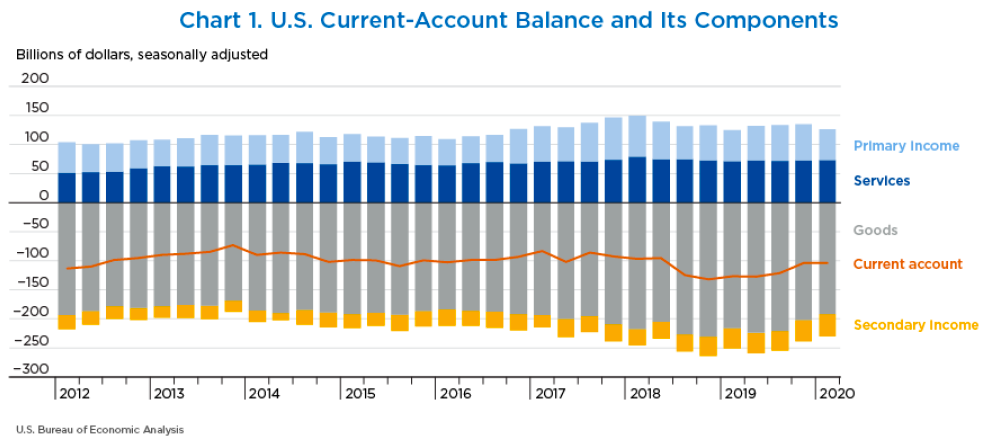 Chart 1. U.S. Current-Account Balance and Its Components
Billions of dollars, seasonally adjusted
200
150
100
50
0
−50
−100
−150
−200
−250
−300
Primary Income
Services
Goods
Current account
Secondary Income
2012 2013 2014 2015 2016 2017 2018 2019 2020
U.S. Bureau of Economic Analysis